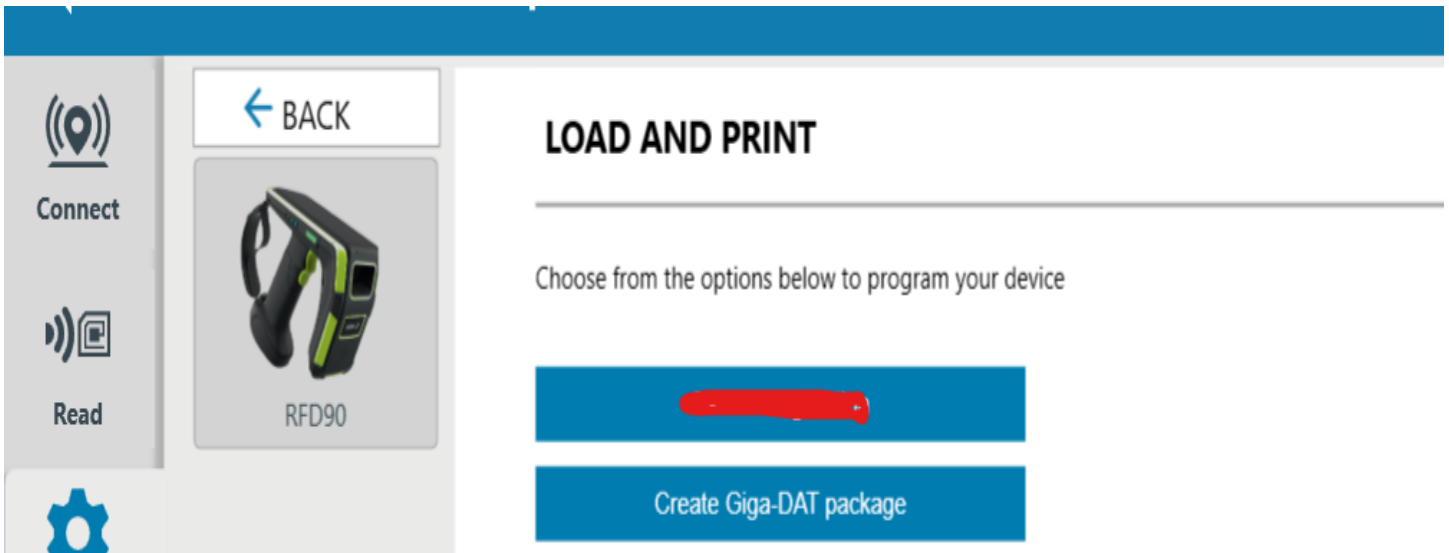 BACK
LOAD AND PRINT
Connect
Choose from the options below to program your device
Read
RFD90
Create Giga-DAT package